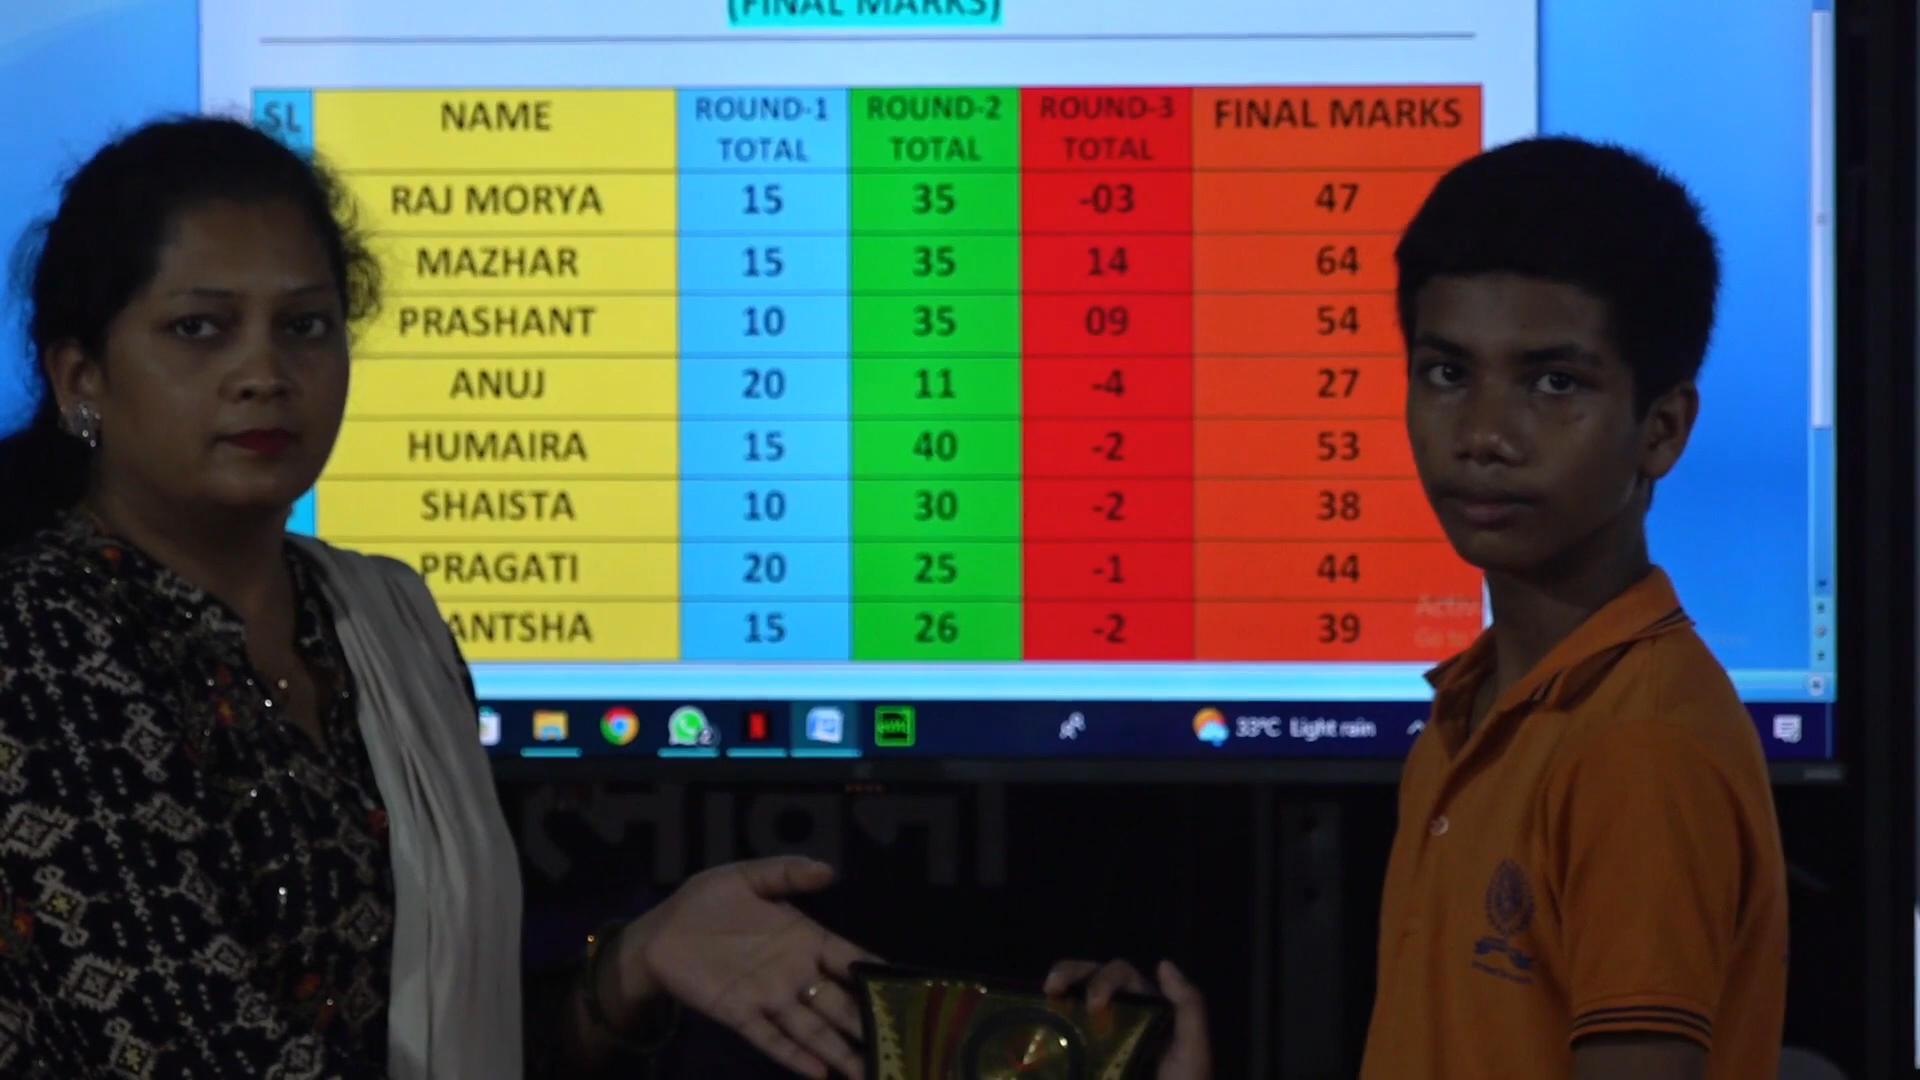 (FINAL MARKS)
SL NAME ROUND-1 TOTAL ROUND-2 TOTAL ROUND-3 TOTAL FINAL MARKS
RAJ MORYA 15 35 -03 47
MAZHAR 15 35 14 64
PRASHANT 10 35 09 54
ANUJ 20 11 -4 27
HUMAIRA 15 40 -2 53
SHAISTA 10 30 -2 38
PRAGATI 20 25 -1 44
ANTSHA 15 26 -2 39
33°C Light rain